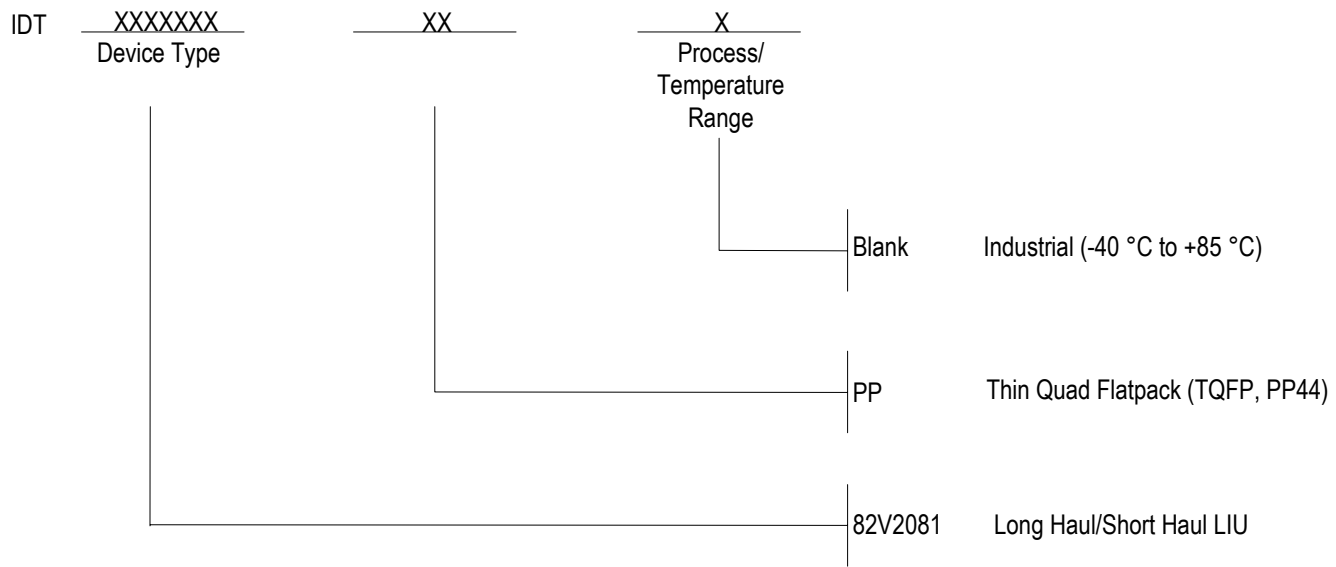 IDT XXXXXXX XX X
Device Type
Process/
Temperature
Range
Blank Industrial (-40 °C to +85 °C)
PP Thin Quad Flatpack (TQFP, PP44)
82V2081 Long Haul/Short Haul LIU